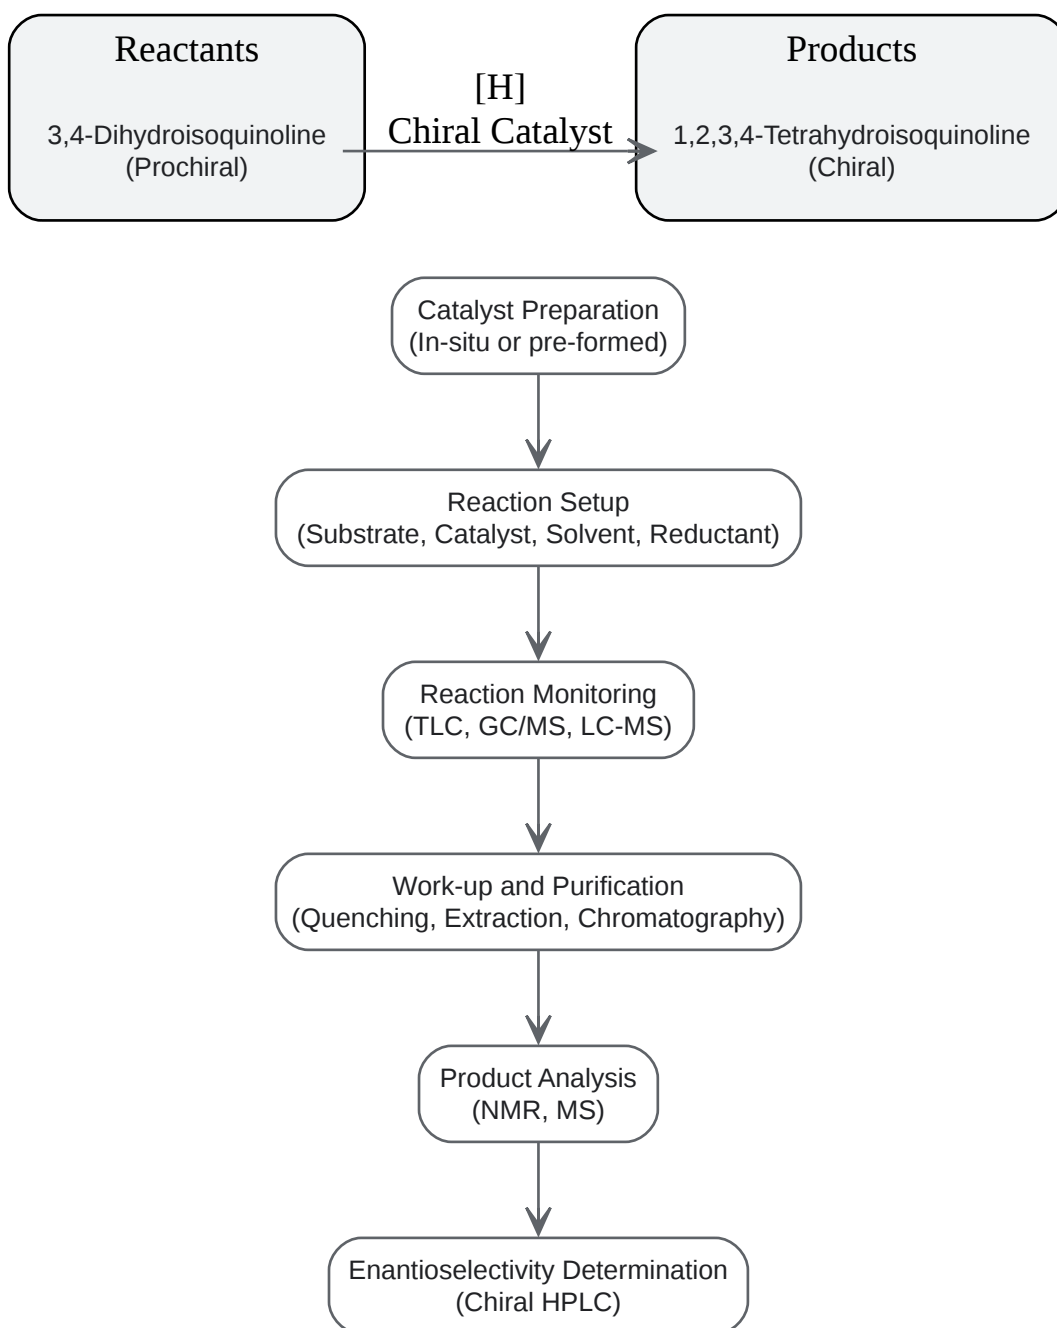 Reactants
3,4-Dihydroisoquinoline
(Prochiral)
[H]
Chiral Catalyst
Products
1,2,3,4-Tetrahydroisoquinoline
(Chiral)
Catalyst Preparation
(In-situ or pre-formed)
Reaction Setup
(Substrate, Catalyst, Solvent, Reductant)
Reaction Monitoring
(TLC, GC/MS, LC-MS)
Work-up and Purification
(Quenching, Extraction, Chromatography)
Product Analysis
(NMR, MS)
Enantioselectivity Determination
(Chiral HPLC)